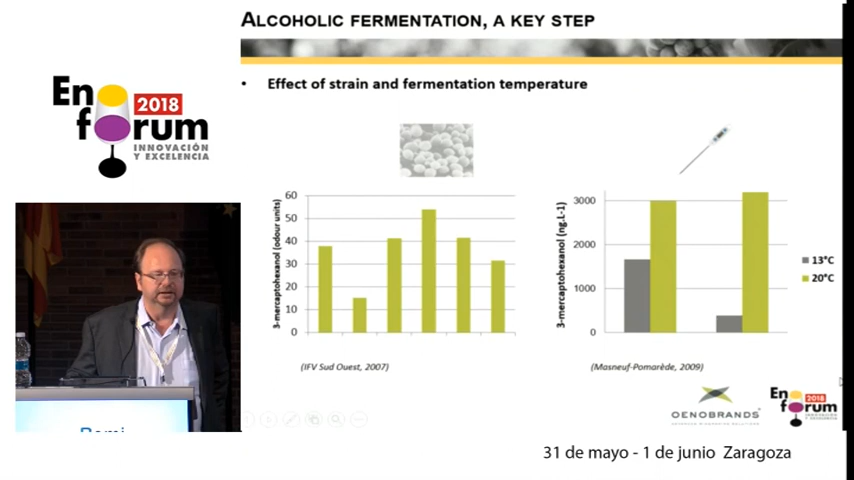 ALCOHOLIC FERMENTATION, A KEY STEP
• Effect of strain and fermentation temperature
En
2018
forum
INNOVACIÓN
Y EXCELENCIA
3-mercaptohexanol (odour units)
60
50
40
30
20
10
0
(IFV Sud Ouest, 2007)
3-mercaptohexanol (ng.L-1)
3000
2000
1000
0
13°C
20°C
(Masneuf-Pomarède, 2009)
OENOBRANDS
En
2018
forum
31 de mayo - 1 de junio Zaragoza